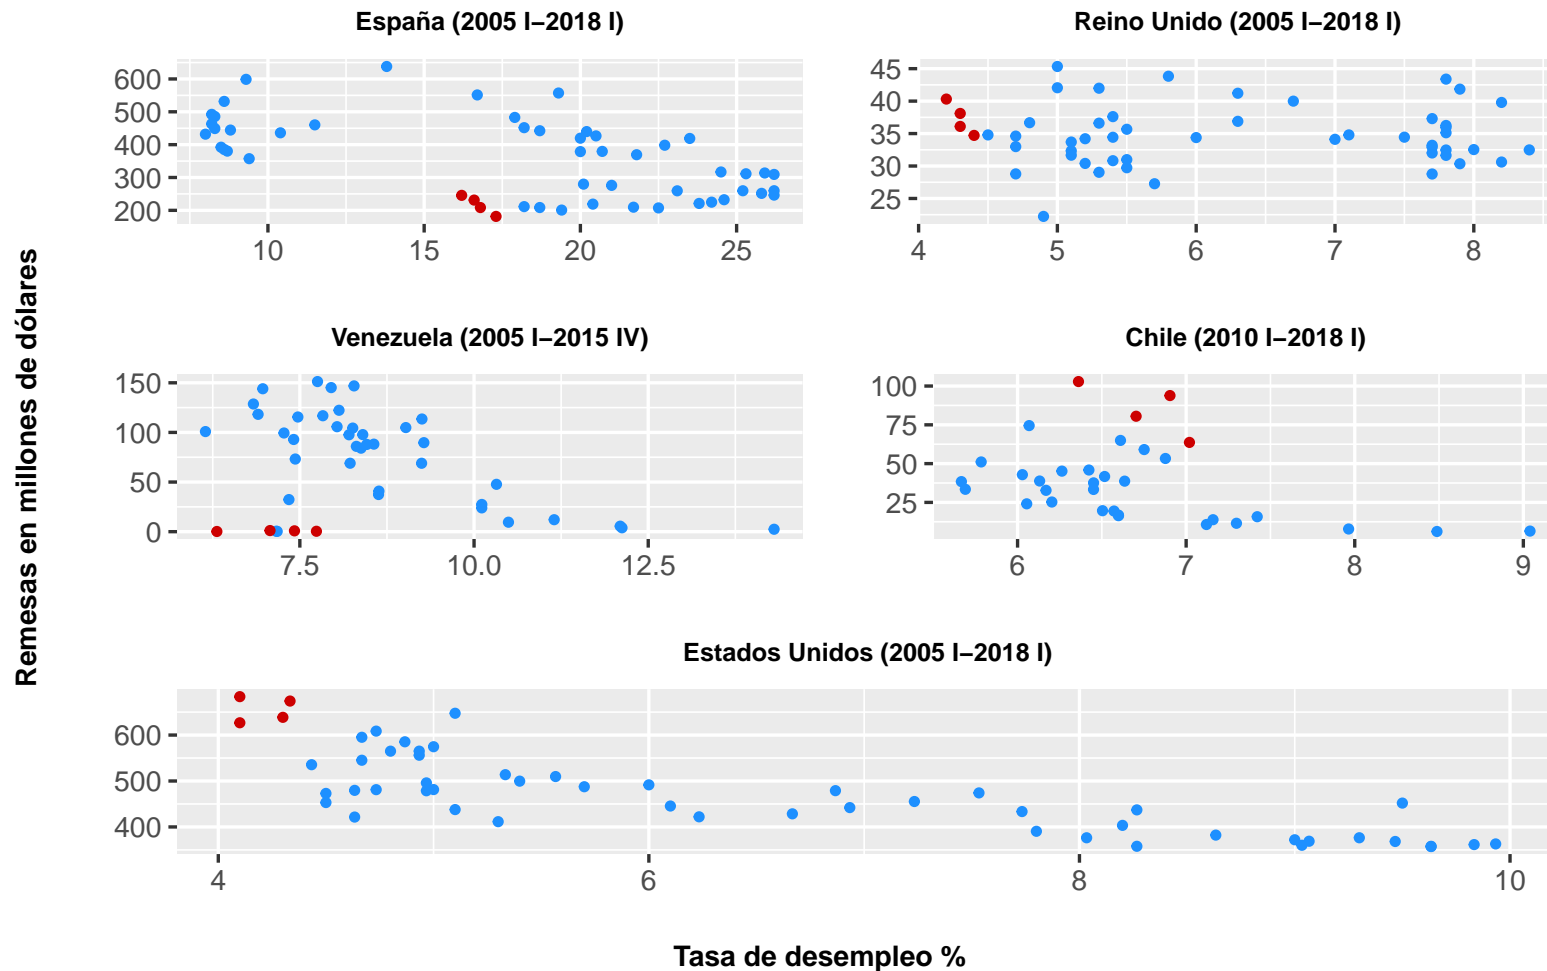 España (2005 I–2018 I)
600
500
400
300
200
10 15 20 25
Reino Unido (2005 I–2018 I)
45
40
35
30
25
4 5 6 7 8
Remesas en millones de dólares
Venezuela (2005 I–2015 IV)
150
100
50
0
7.5 10.0 12.5
Chile (2010 I–2018 I)
100
75
50
25
6 7 8 9
Estados Unidos (2005 I–2018 I)
600
500
400
4 6 8 10
Tasa de desempleo %